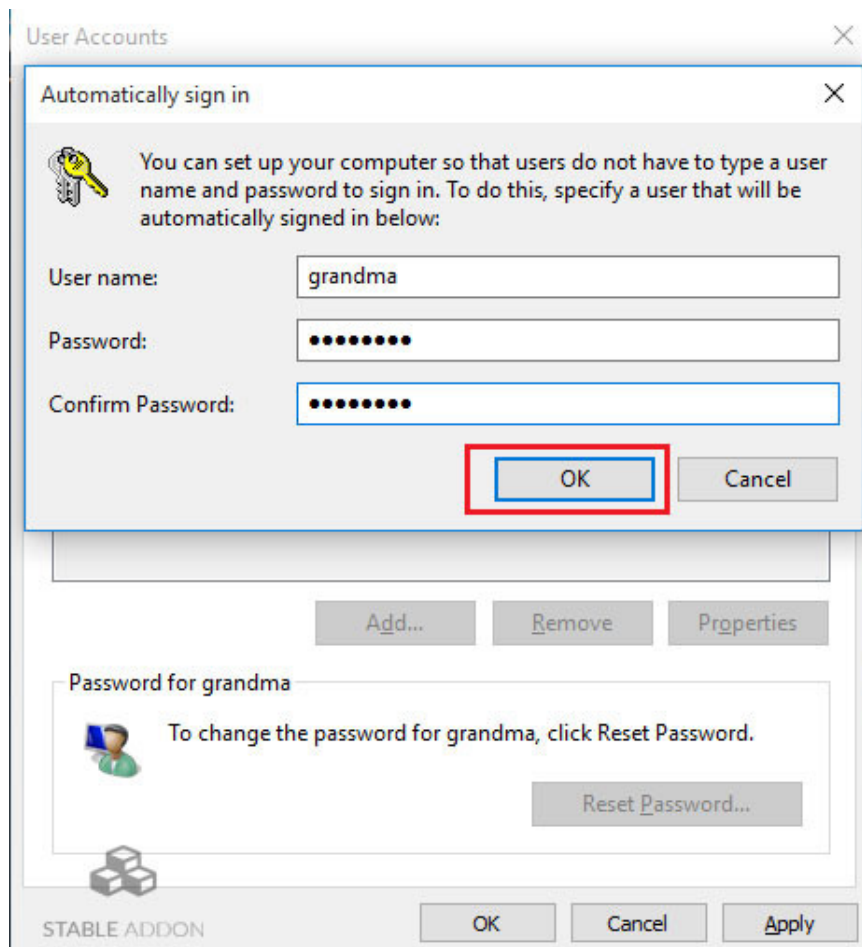 User Accounts
Automatically sign in
You can set up your computer so that users do not have to type a user
name and password to sign in. To do this, specify a user that will be
automatically signed in below:
User name:
grandma
Password:
●●●●●●●●
Confirm Password:
●●●●●●●●
OK
Cancel
Add...
Remove
Properties
Password for grandma
To change the password for grandma, click Reset Password.
Reset Password...
STABLE ADDON
OK
Cancel
Apply